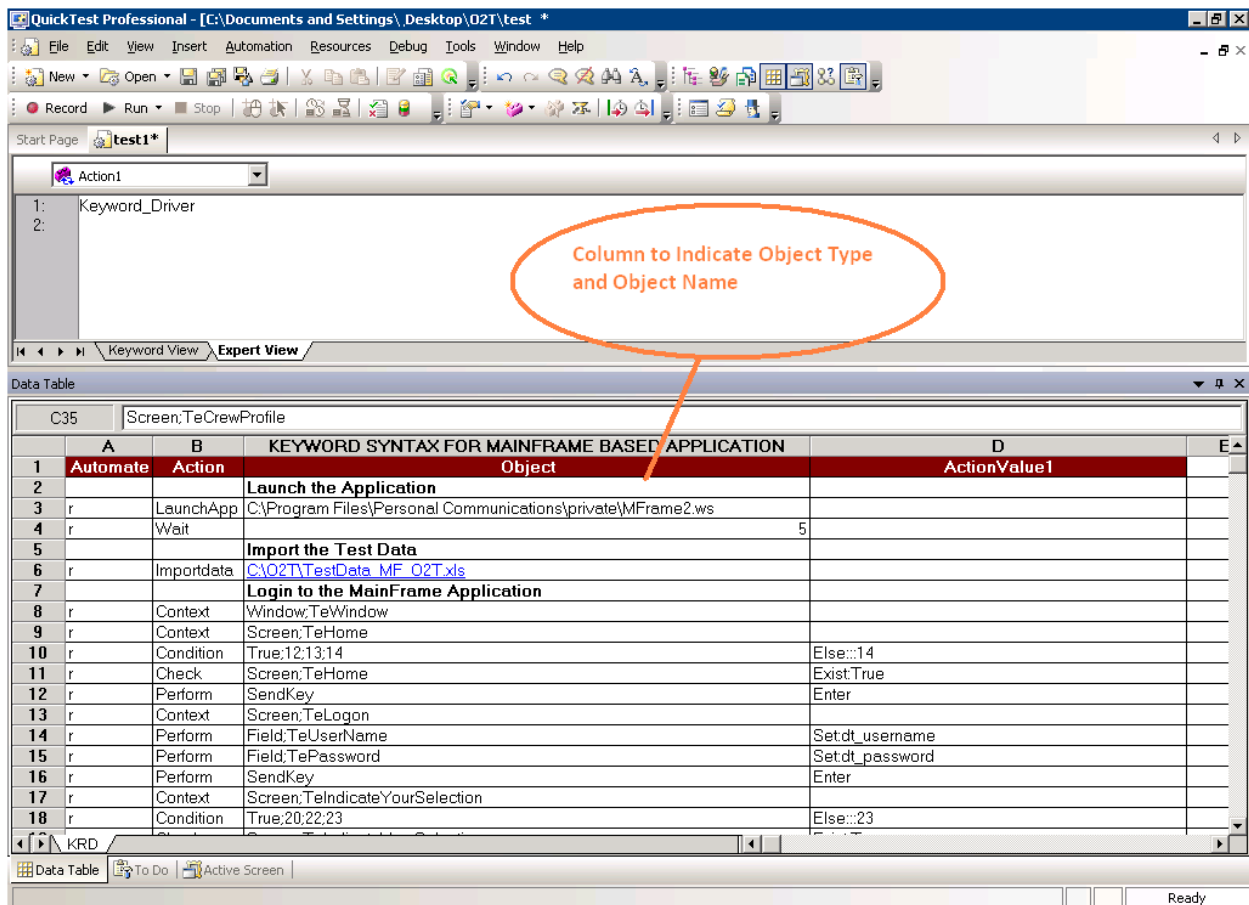 QuickTest Professional - [C:\Documents and Settings\ ,Desktop\O2T\test *
File Edit View Insert Automation Resources Debug Tools Window Help
New Open
Record Run Stop
Start Page test1*
Action1
1: Keyword_Driver
2:
Column to Indicate Object Type
and Object Name
Keyword View Expert View
Data Table
C35 Screen;TeCrewProfile
A B KEYWORD SYNTAX FOR MAINFRAME BASED APPLICATION D E
1 Automate Action Object ActionValue1
2 Launch the Application
3 r LaunchApp C:\Program Files\Personal Communications\private\MFrame2.ws
4 r Wait 5
5 Import the Test Data
6 r Importdata C:\O2T\TestData_MF_O2T.xls
7 Login to the MainFrame Application
8 r Context Window;TeWindow
9 r Context Screen;TeHome
10 r Condition True;12;13;14 Else:::14
11 r Check Screen;TeHome Exist:True
12 r Perform SendKey Enter
13 r Context Screen;TeLogon
14 r Perform Field;TeUserName Set:dt_username
15 r Perform Field;TePassword Set:dt_password
16 r Perform SendKey Enter
17 r Context Screen;TeIndicateYourSelection
18 r Condition True;20;22;23 Else:::23
KRD
Data Table To Do Active Screen
Ready